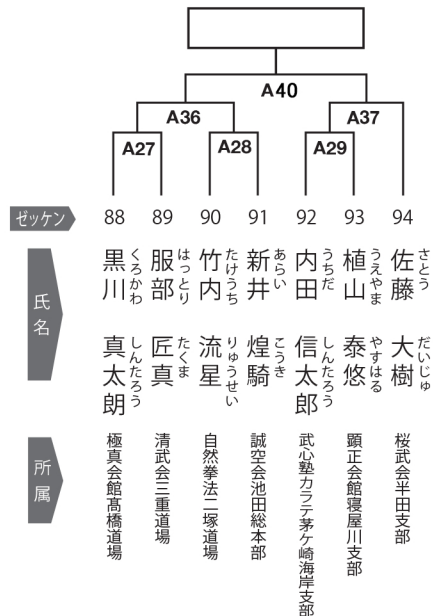 A40
A36
A37
A27
A28
A29
ゼッケン
88
89
90
91
92
93
94
氏名
黒川 真太朗
くろかわ しんたろう
服部 匠真
はっとり たくま
竹内 流星
たけうち りゅうせい
新井 煌騎
あらい こうき
内田 信太郎
うちだ しんたろう
植山 泰悠
うえやま やすはる
佐藤 大樹
さとう だいじゅ
所属
極真会館髙橋道場
清武会三重道場
自然拳法二塚道場
誠空会池田総本部
武心塾カラテ茅ケ崎海岸支部
顕正会館寝屋川支部
桜武会半田支部